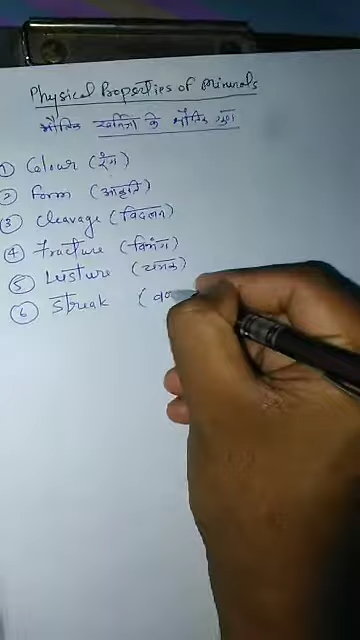 Physical Properties of Minerals
भौतिक खनिजों के भौतिक गुण
① Colour (रंग)
② Form (आकृति)
③ Cleavage (विदलन)
④ Fracture (विभंग)
⑤ Lusture (चमक)
⑥ Streak (